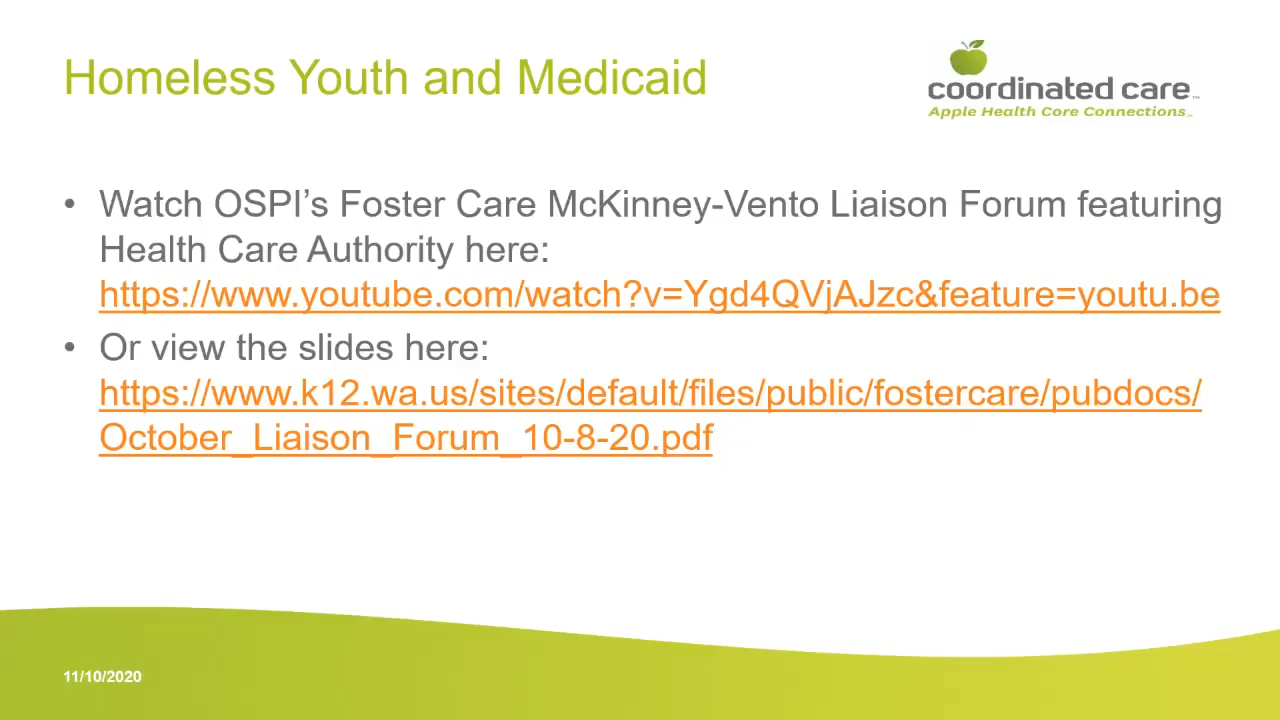 Homeless Youth and Medicaid
coordinated care™
Apple Health Core Connections™
• Watch OSPI’s Foster Care McKinney-Vento Liaison Forum featuring
Health Care Authority here:
https://www.youtube.com/watch?v=Ygd4QVjAJzc&feature=youtu.be
• Or view the slides here:
https://www.k12.wa.us/sites/default/files/public/fostercare/pubdocs/
October_Liaison_Forum_10-8-20.pdf
11/10/2020